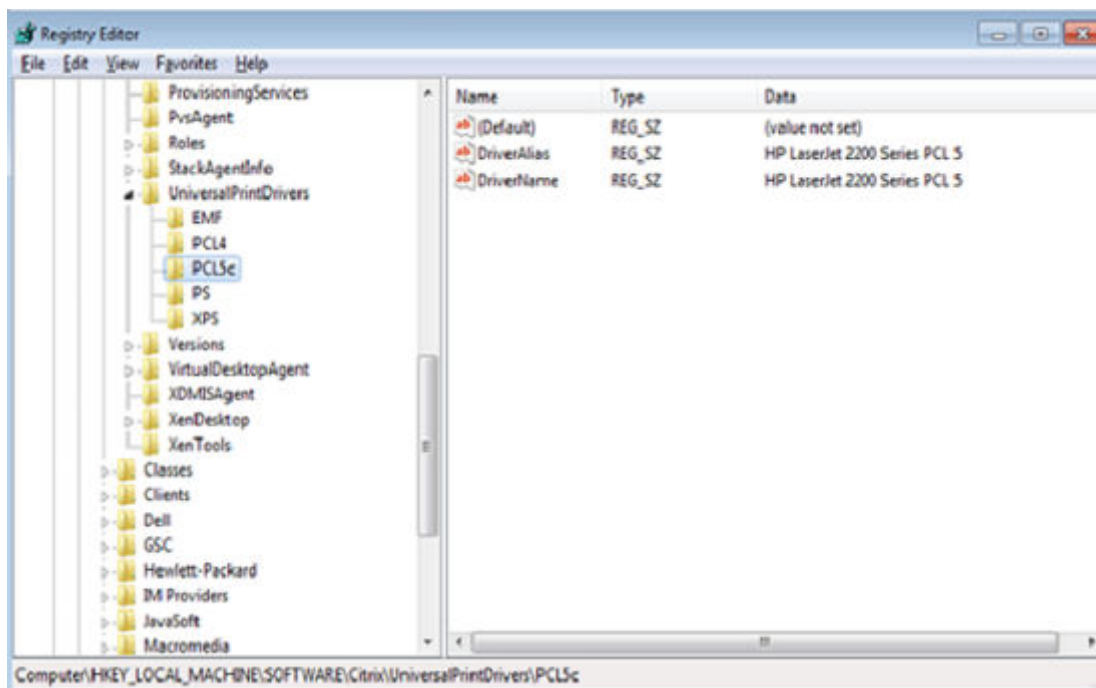 Registry Editor
File Edit View Favorites Help
ProvisioningServices
PvsAgent
Roles
StackAgentInfo
UniversalPrintDrivers
EMF
PCL4
PCL5c
PS
XPS
Versions
VirtualDesktopAgent
XDMISAgent
XenDesktop
XenTools
Classes
Clients
Dell
GSC
Hewlett-Packard
IM Providers
JavaSoft
Macromedia
Name Type Data
ab (Default) REG_SZ (value not set)
ab DriverAlias REG_SZ HP LaserJet 2200 Series PCL 5
ab DriverName REG_SZ HP LaserJet 2200 Series PCL 5
Computer\HKEY_LOCAL_MACHINE\SOFTWARE\Citrix\UniversalPrintDrivers\PCL5c